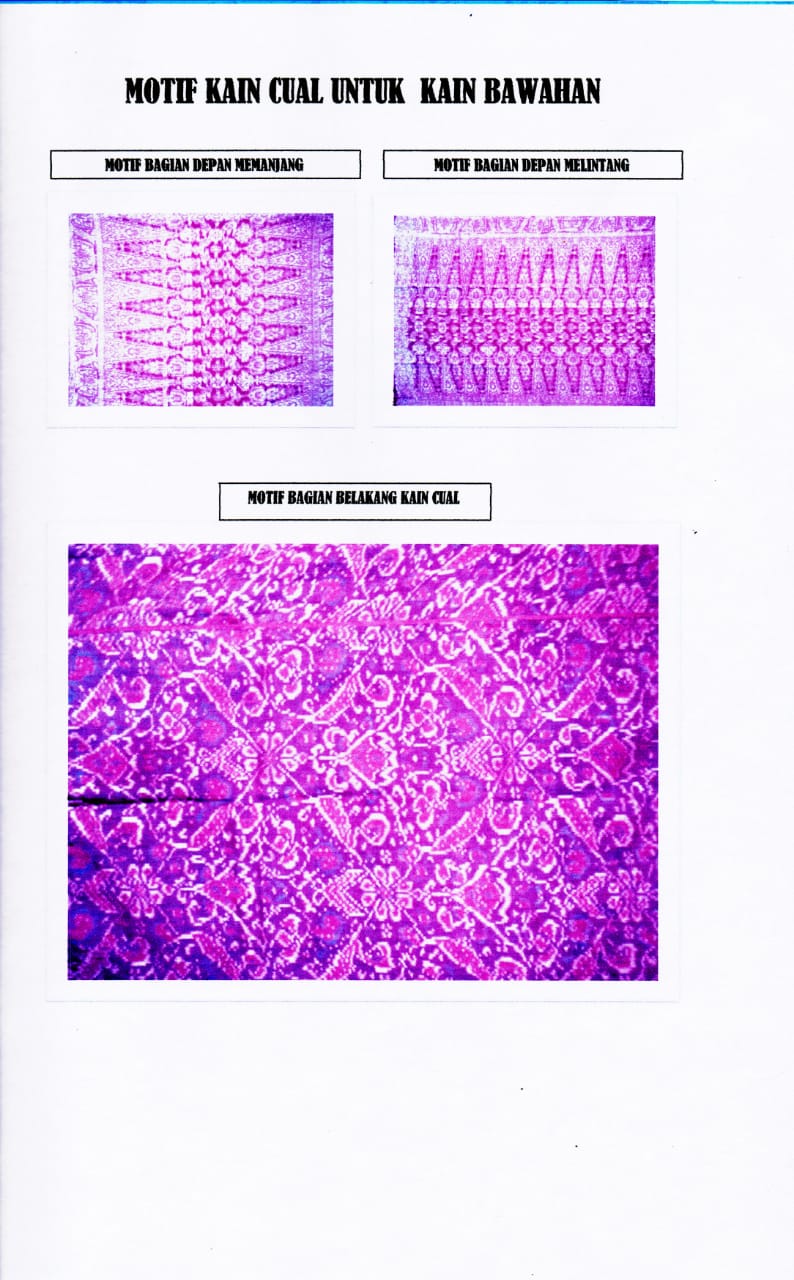 MOTIF KAIN CUAL UNTUK KAIN BAWAHAN
MOTIF BAGIAN DEPAN MEMANJANG
MOTIF BAGIAN DEPAN MELINTANG
MOTIF BAGIAN BELAKANG KAIN CUAL